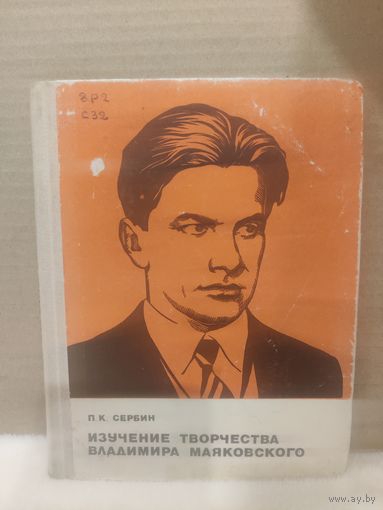 8Р2
С32
П.К. СЕРБИН
ИЗУЧЕНИЕ ТВОРЧЕСТВА
ВЛАДИМИРА МАЯКОВСКОГО
www.ay.by